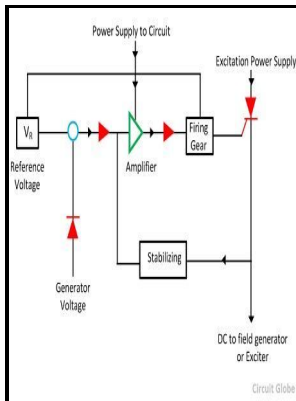 Power Supply to Circuit
Excitation Power Supply
V_R
Firing
Gear
Reference
Voltage
Amplifier
Stabilizing
Generator
Voltage
DC to field generator
or Exciter
Circuit Globe